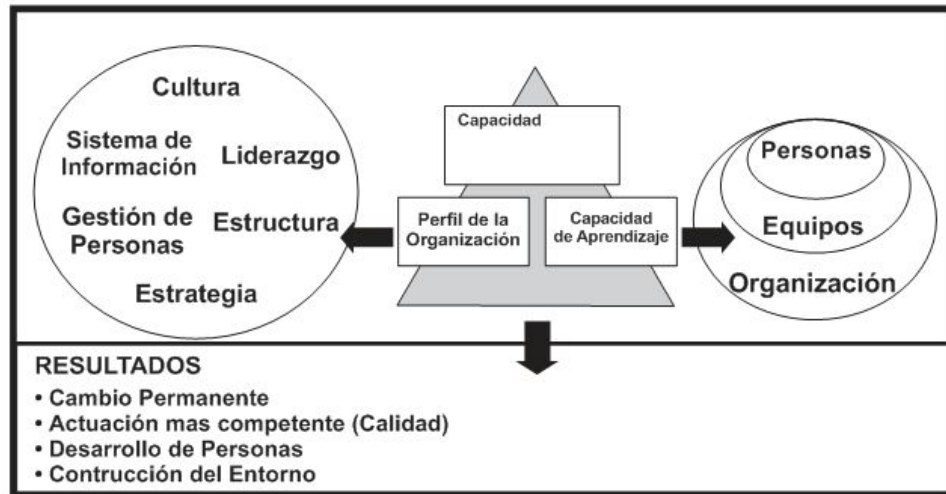 Cultura
Sistema de
Información
Liderazgo
Gestión de
Personas
Estructura
Estrategia
Capacidad
Perfil de la
Organización
Capacidad
de Aprendizaje
Personas
Equipos
Organización
RESULTADOS
• Cambio Permanente
• Actuación mas competente (Calidad)
• Desarrollo de Personas
• Contrucción del Entorno